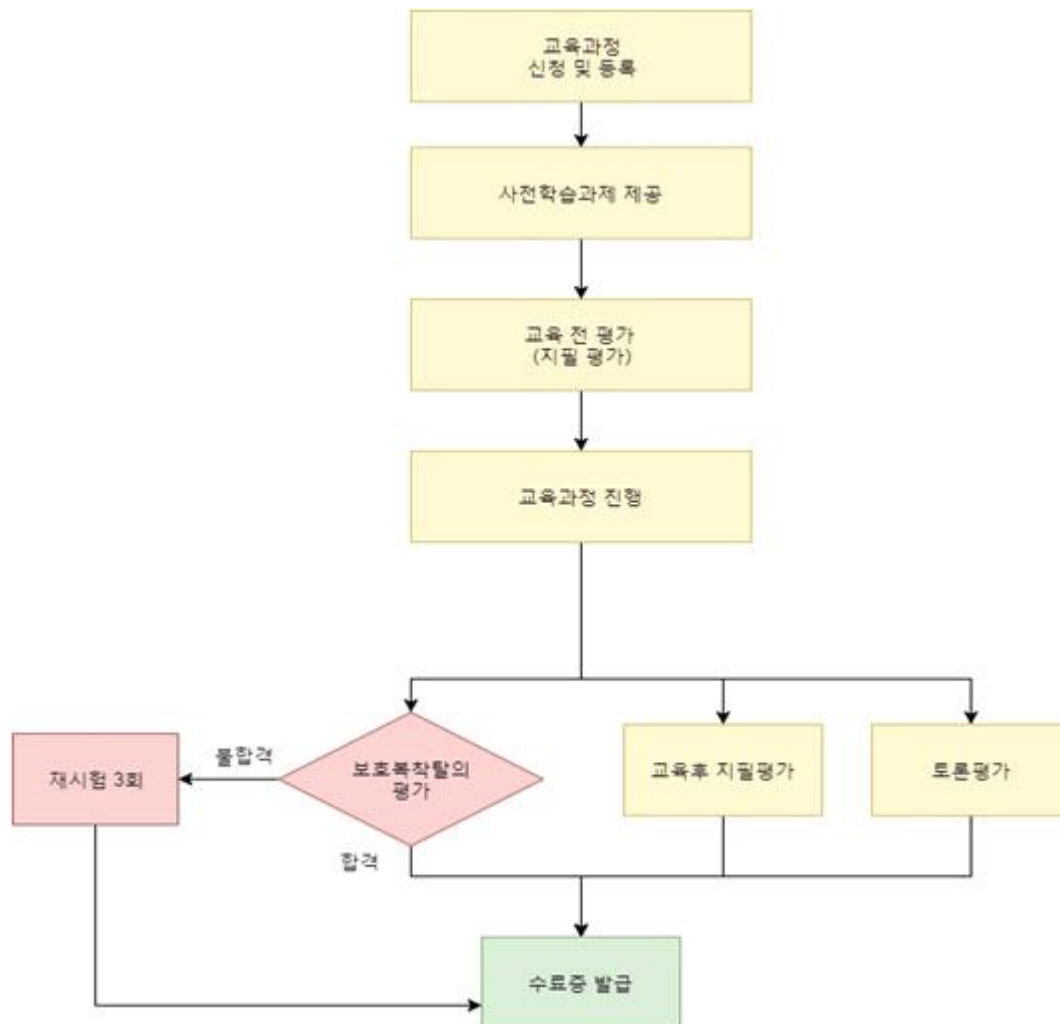 교육과정
신청 및 등록
사전학습과제 제공
교육 전 평가
(지필 평가)
교육과정 진행
불합격
재시험 3회
보호복착탈의
평가
교육후 지필평가
토론평가
합격
수료증 발급